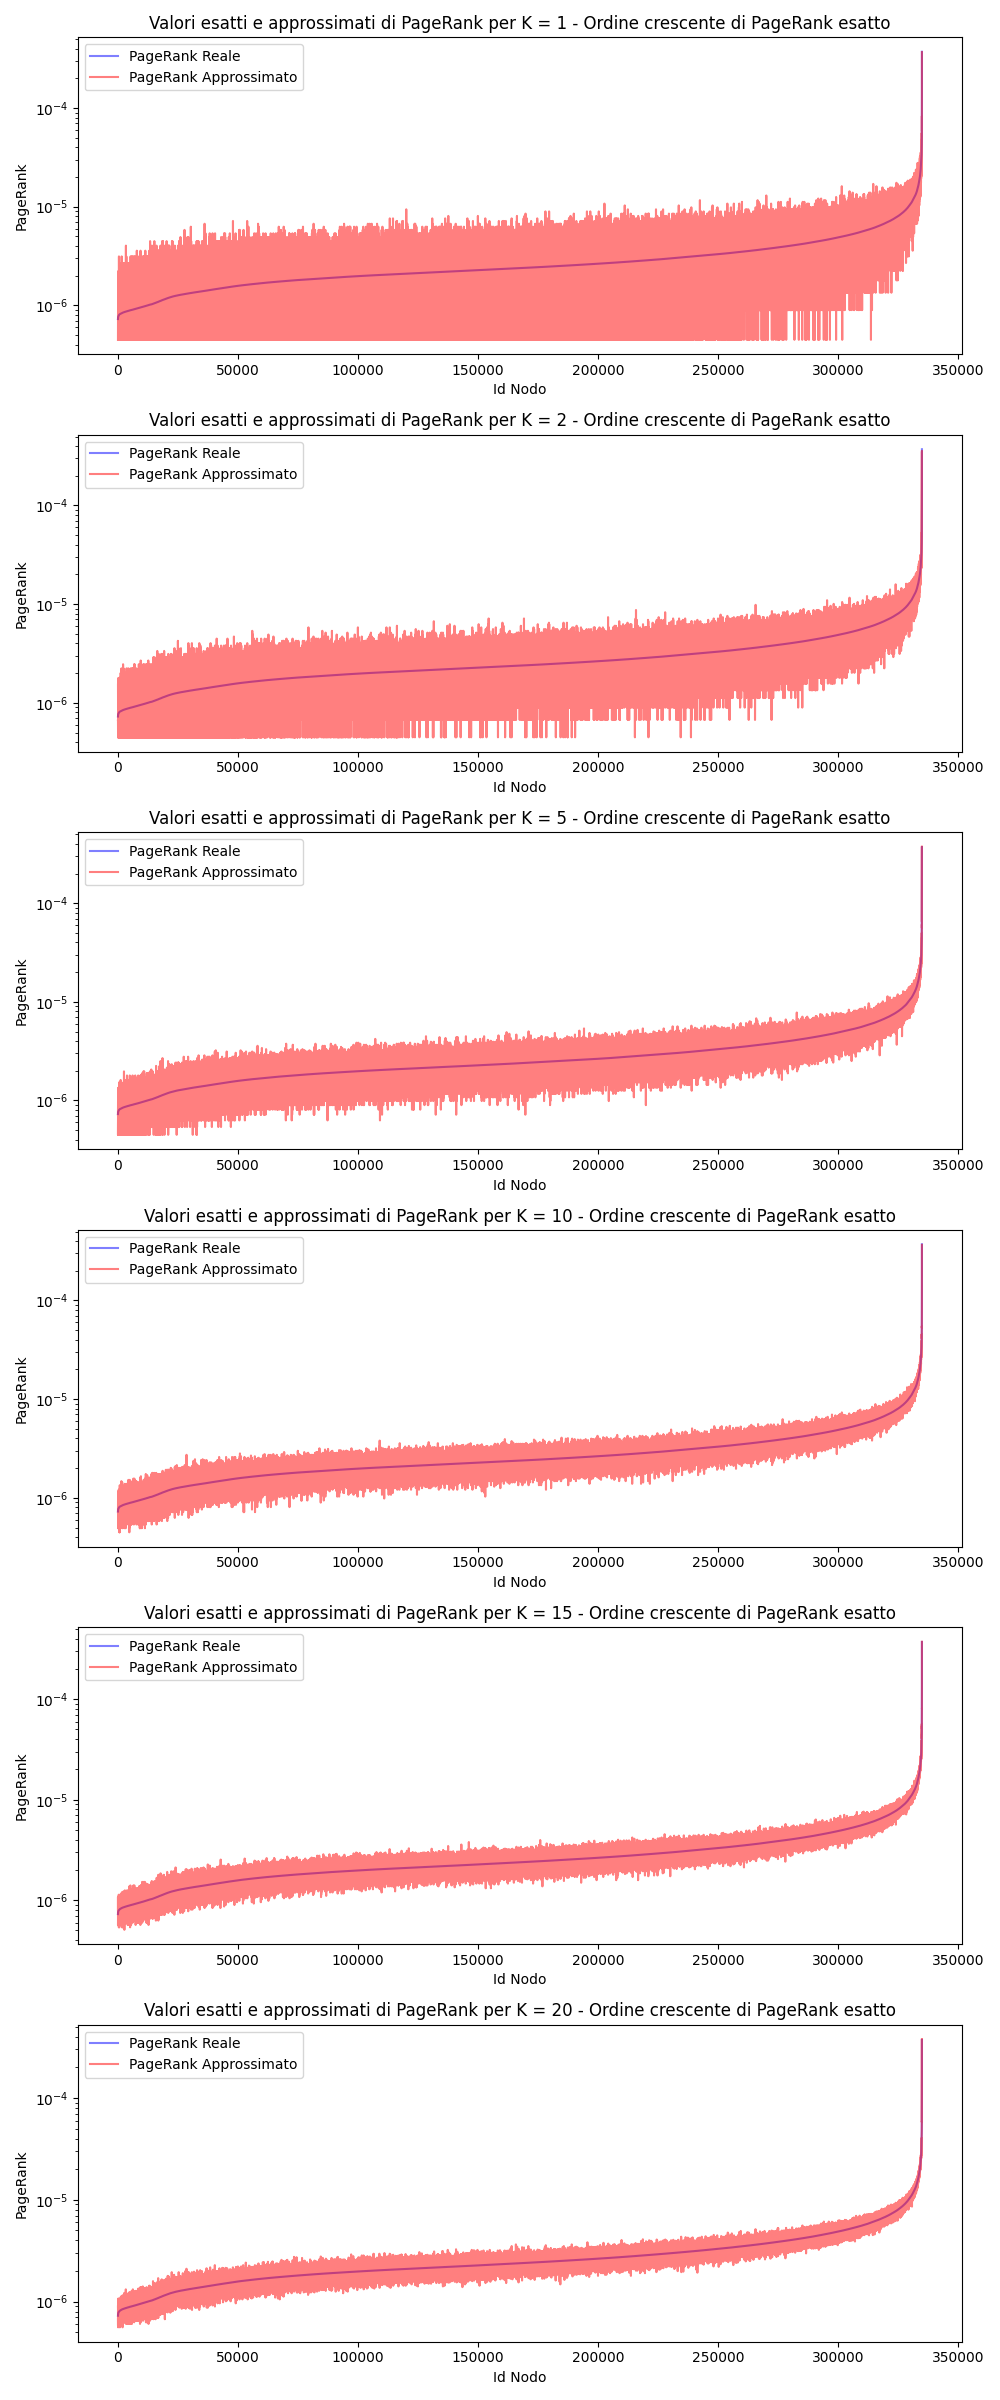 Valori esatti e approssimati di PageRank per K = 1 - Ordine crescente di PageRank esatto
PageRank Reale
PageRank Approssimato
PageRank
10⁻⁴
10⁻⁵
10⁻⁶
0 50000 100000 150000 200000 250000 300000 350000
Id Nodo
Valori esatti e approssimati di PageRank per K = 2 - Ordine crescente di PageRank esatto
PageRank Reale
PageRank Approssimato
PageRank
10⁻⁴
10⁻⁵
10⁻⁶
0 50000 100000 150000 200000 250000 300000 350000
Id Nodo
Valori esatti e approssimati di PageRank per K = 5 - Ordine crescente di PageRank esatto
PageRank Reale
PageRank Approssimato
PageRank
10⁻⁴
10⁻⁵
10⁻⁶
0 50000 100000 150000 200000 250000 300000 350000
Id Nodo
Valori esatti e approssimati di PageRank per K = 10 - Ordine crescente di PageRank esatto
PageRank Reale
PageRank Approssimato
PageRank
10⁻⁴
10⁻⁵
10⁻⁶
0 50000 100000 150000 200000 250000 300000 350000
Id Nodo
Valori esatti e approssimati di PageRank per K = 15 - Ordine crescente di PageRank esatto
PageRank Reale
PageRank Approssimato
PageRank
10⁻⁴
10⁻⁵
10⁻⁶
0 50000 100000 150000 200000 250000 300000 350000
Id Nodo
Valori esatti e approssimati di PageRank per K = 20 - Ordine crescente di PageRank esatto
PageRank Reale
PageRank Approssimato
PageRank
10⁻⁴
10⁻⁵
10⁻⁶
0 50000 100000 150000 200000 250000 300000 350000
Id Nodo